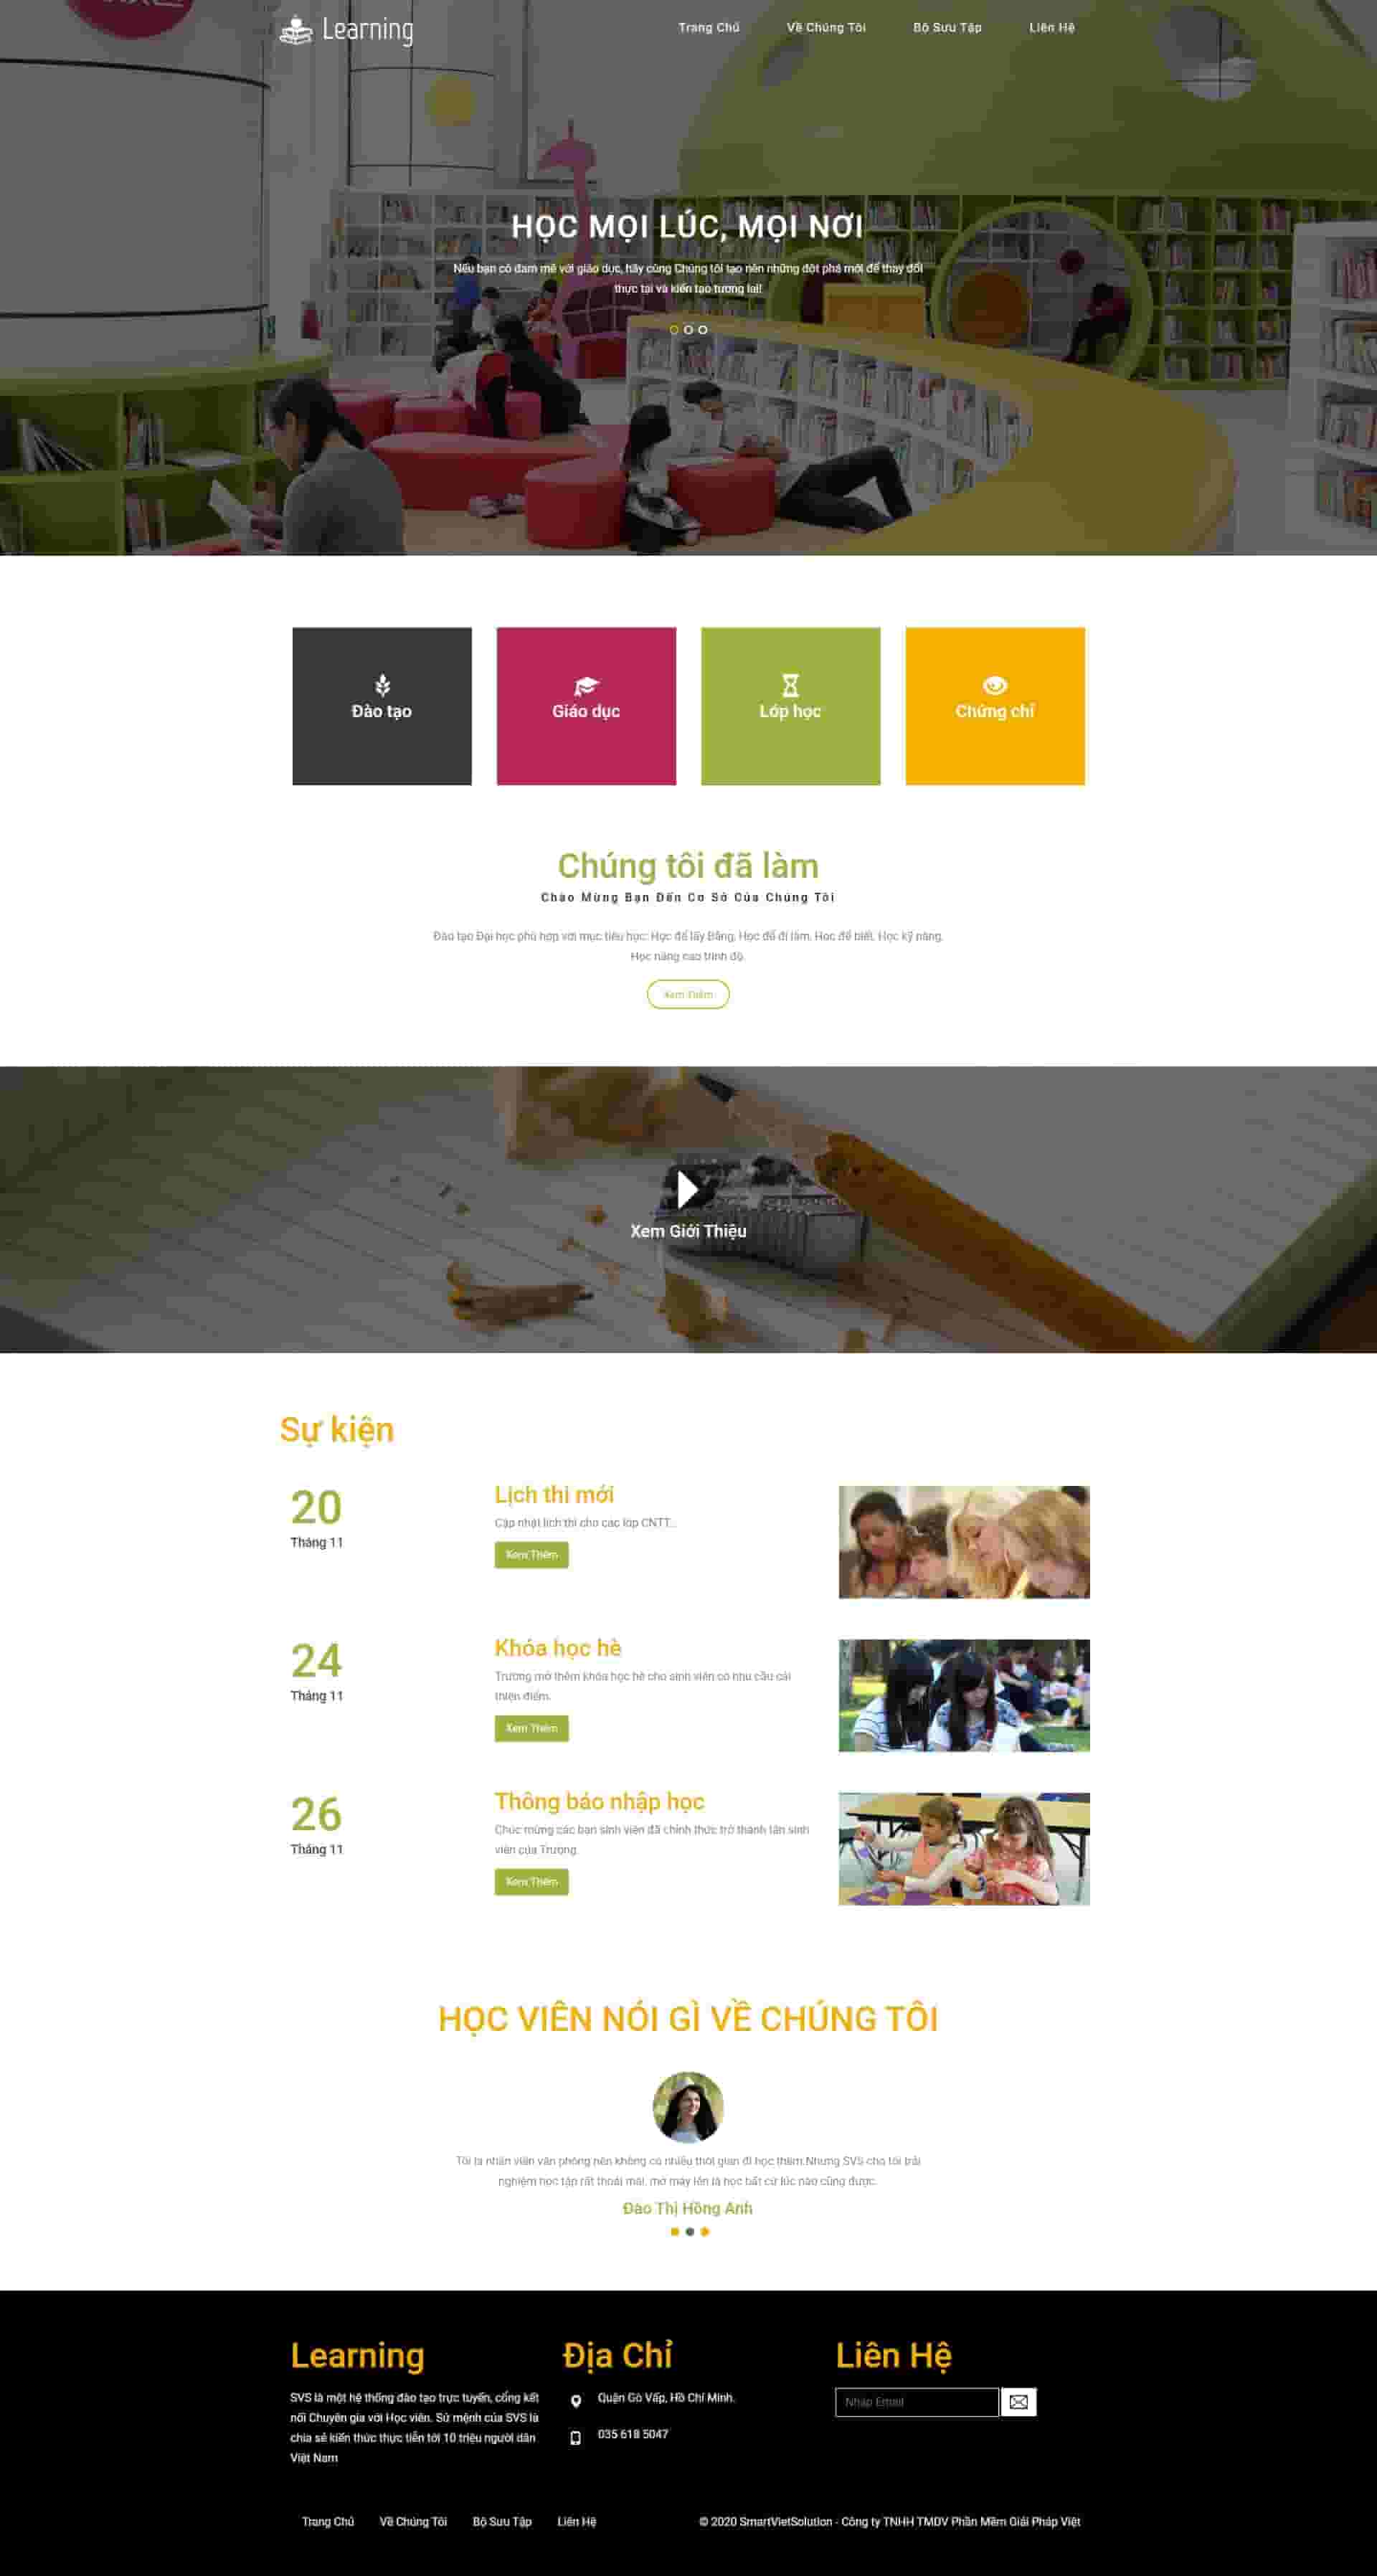 Learning
Trang Chủ Về Chúng Tôi Bộ Sưu Tập Liên Hệ
HỌC MỌI LÚC, MỌI NƠI
Nếu bạn có đam mê với giáo dục, hãy cùng Chúng tôi tạo nên những đột phá mới để thay đổi
thực tại và kiến tạo tương lai!
Đào tạo
Giáo dục
Lớp học
Chứng chỉ
Chúng tôi đã làm
Chào Mừng Bạn Đến Cơ Sở Của Chúng Tôi
Đào tạo Đại học phù hợp với mục tiêu học: Học để lấy Bằng, Học để đi làm, Học để biết, Học kỹ năng,
Học nâng cao trình độ.
Xem Thêm
Xem Giới Thiệu
Sự kiện
20
Tháng 11
Lịch thi mới
Cập nhật lịch thi cho các lớp CNTT...
Xem Thêm
24
Tháng 11
Khóa học hè
Trường mở thêm khóa học hè cho sinh viên có nhu cầu cải
thiện điểm.
Xem Thêm
26
Tháng 11
Thông báo nhập học
Chúc mừng các bạn sinh viên đã chính thức trở thành tân sinh
viên của Trường.
Xem Thêm
HỌC VIÊN NÓI GÌ VỀ CHÚNG TÔI
Tôi là nhân viên văn phòng nên không có nhiều thời gian đi học thêm.Nhưng SVS cho tôi trải
nghiệm học tập rất thoải mái, mở máy lên là học bất cứ lúc nào cũng được.
Đào Thị Hồng Anh
Learning
SVS là một hệ thống đào tạo trực tuyến, cổng kết
nối Chuyên gia với Học viên. Sứ mệnh của SVS là
chia sẻ kiến thức thực tiễn tới 10 triệu người dân
Việt Nam
Địa Chỉ
Quận Gò Vấp, Hồ Chí Minh.
035 618 5047
Liên Hệ
Nhập Email
Trang Chủ Về Chúng Tôi Bộ Sưu Tập Liên Hệ
© 2020 SmartVietSolution - Công ty TNHH TMDV Phần Mềm Giải Pháp Việt